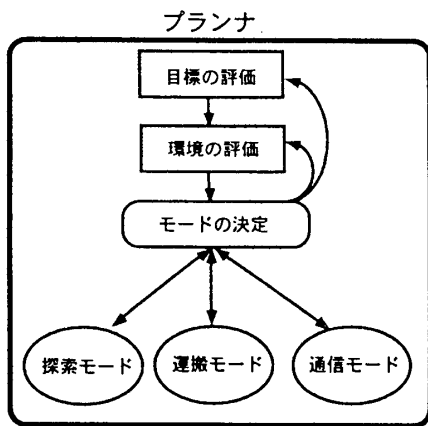 プランナ
目標の評価
環境の評価
モードの決定
探索モード
運搬モード
通信モード